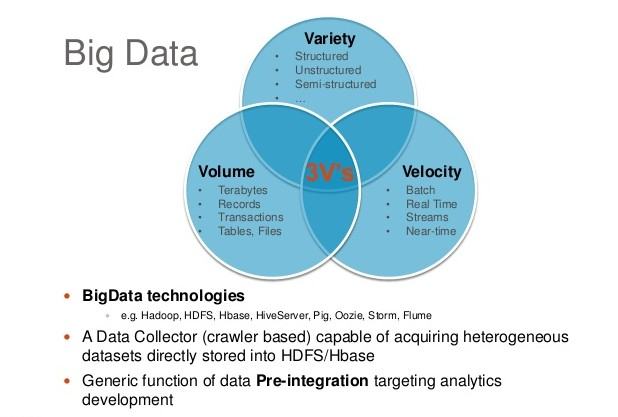 Big Data
Variety
• Structured
• Unstructured
• Semi-structured
• ...
3V's
Volume
• Terabytes
• Records
• Transactions
• Tables, Files
Velocity
• Batch
• Real Time
• Streams
• Near-time
• BigData technologies
• e.g. Hadoop, HDFS, Hbase, HiveServer, Pig, Oozie, Storm, Flume
• A Data Collector (crawler based) capable of acquiring heterogeneous
datasets directly stored into HDFS/Hbase
• Generic function of data Pre-integration targeting analytics
development